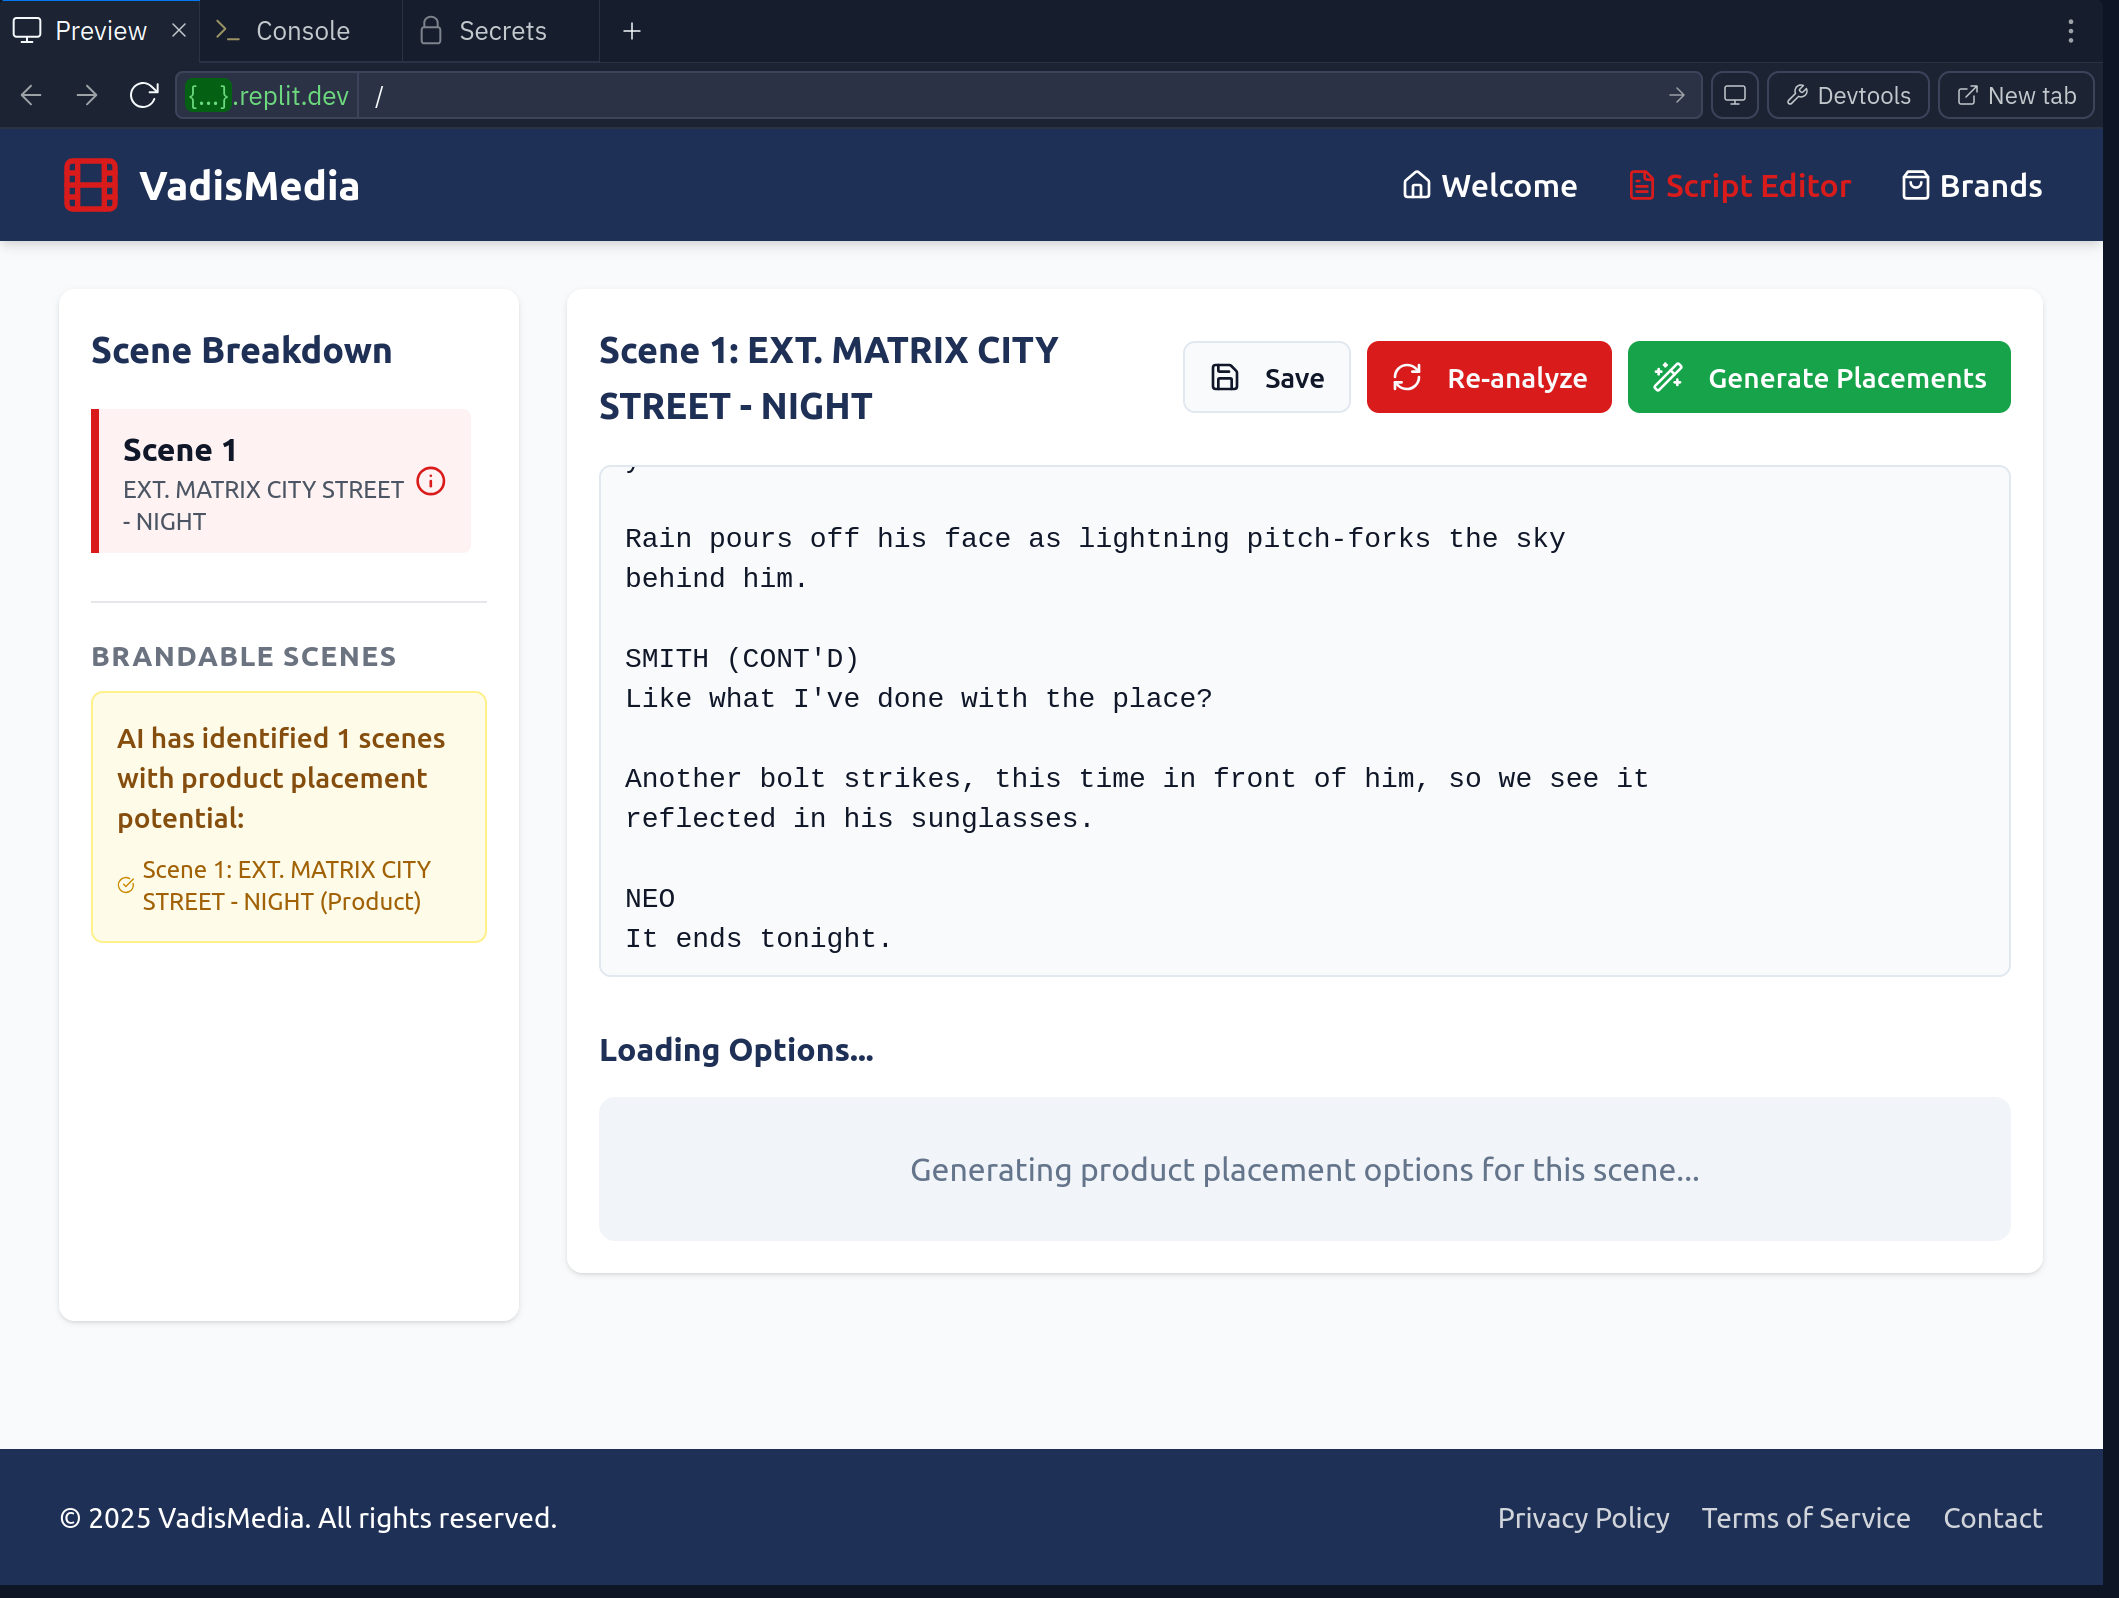 Preview
Console
Secrets
{...}.replit.dev
/
Devtools
New tab
VadisMedia
Welcome
Script Editor
Brands
Scene Breakdown
Scene 1
EXT. MATRIX CITY STREET
- NIGHT
BRANDABLE SCENES
AI has identified 1 scenes
with product placement
potential:
Scene 1: EXT. MATRIX CITY
STREET - NIGHT (Product)
Scene 1: EXT. MATRIX CITY
STREET - NIGHT
Save
Re-analyze
Generate Placements
Rain pours off his face as lightning pitch-forks the sky
behind him.
SMITH (CONT'D)
Like what I've done with the place?
Another bolt strikes, this time in front of him, so we see it
reflected in his sunglasses.
NEO
It ends tonight.
Loading Options...
Generating product placement options for this scene...
© 2025 VadisMedia. All rights reserved.
Privacy Policy
Terms of Service
Contact